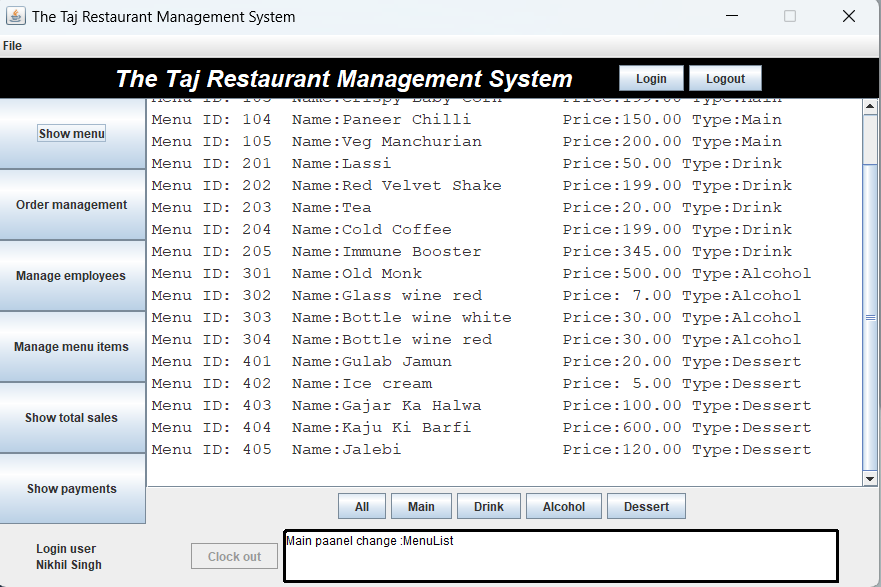 The Taj Restaurant Management System
File
The Taj Restaurant Management System Login Logout
Show menu
Order management
Manage employees
Manage menu items
Show total sales
Show payments
Menu ID: 103 Name:Crispy Baby Corn Price:199.00 Type:Main
Menu ID: 104 Name:Paneer Chilli Price:150.00 Type:Main
Menu ID: 105 Name:Veg Manchurian Price:200.00 Type:Main
Menu ID: 201 Name:Lassi Price:50.00 Type:Drink
Menu ID: 202 Name:Red Velvet Shake Price:199.00 Type:Drink
Menu ID: 203 Name:Tea Price:20.00 Type:Drink
Menu ID: 204 Name:Cold Coffee Price:199.00 Type:Drink
Menu ID: 205 Name:Immune Booster Price:345.00 Type:Drink
Menu ID: 301 Name:Old Monk Price:500.00 Type:Alcohol
Menu ID: 302 Name:Glass wine red Price: 7.00 Type:Alcohol
Menu ID: 303 Name:Bottle wine white Price:30.00 Type:Alcohol
Menu ID: 304 Name:Bottle wine red Price:30.00 Type:Alcohol
Menu ID: 401 Name:Gulab Jamun Price:20.00 Type:Dessert
Menu ID: 402 Name:Ice cream Price: 5.00 Type:Dessert
Menu ID: 403 Name:Gajar Ka Halwa Price:100.00 Type:Dessert
Menu ID: 404 Name:Kaju Ki Barfi Price:600.00 Type:Dessert
Menu ID: 405 Name:Jalebi Price:120.00 Type:Dessert
All Main Drink Alcohol Dessert
Login user
Nikhil Singh
Clock out
Main paanel change :MenuList